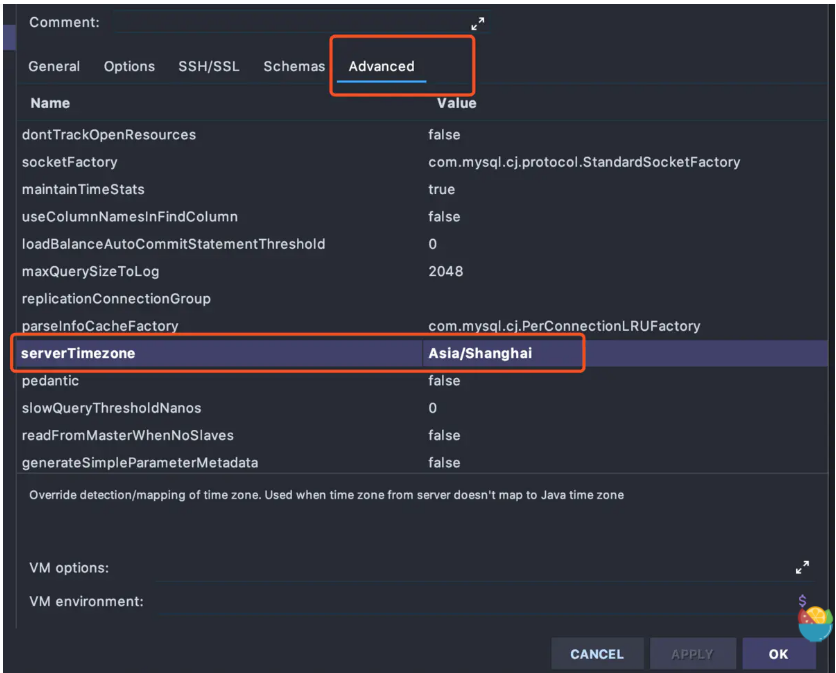 Comment:
General Options SSH/SSL Schemas Advanced
Name Value
dontTrackOpenResources false
socketFactory com.mysql.cj.protocol.StandardSocketFactory
maintainTimeStats true
useColumnNamesInFindColumn false
loadBalanceAutoCommitStatementThreshold 0
maxQuerySizeToLog 2048
replicationConnectionGroup
parseInfoCacheFactory com.mysql.cj.PerConnectionLRUFactory
serverTimezone Asia/Shanghai
pedantic false
slowQueryThresholdNanos 0
readFromMasterWhenNoSlaves false
generateSimpleParameterMetadata false
Override detection/mapping of time zone. Used when time zone from server doesn't map to Java time zone
VM options:
VM environment: $
CANCEL APPLY OK